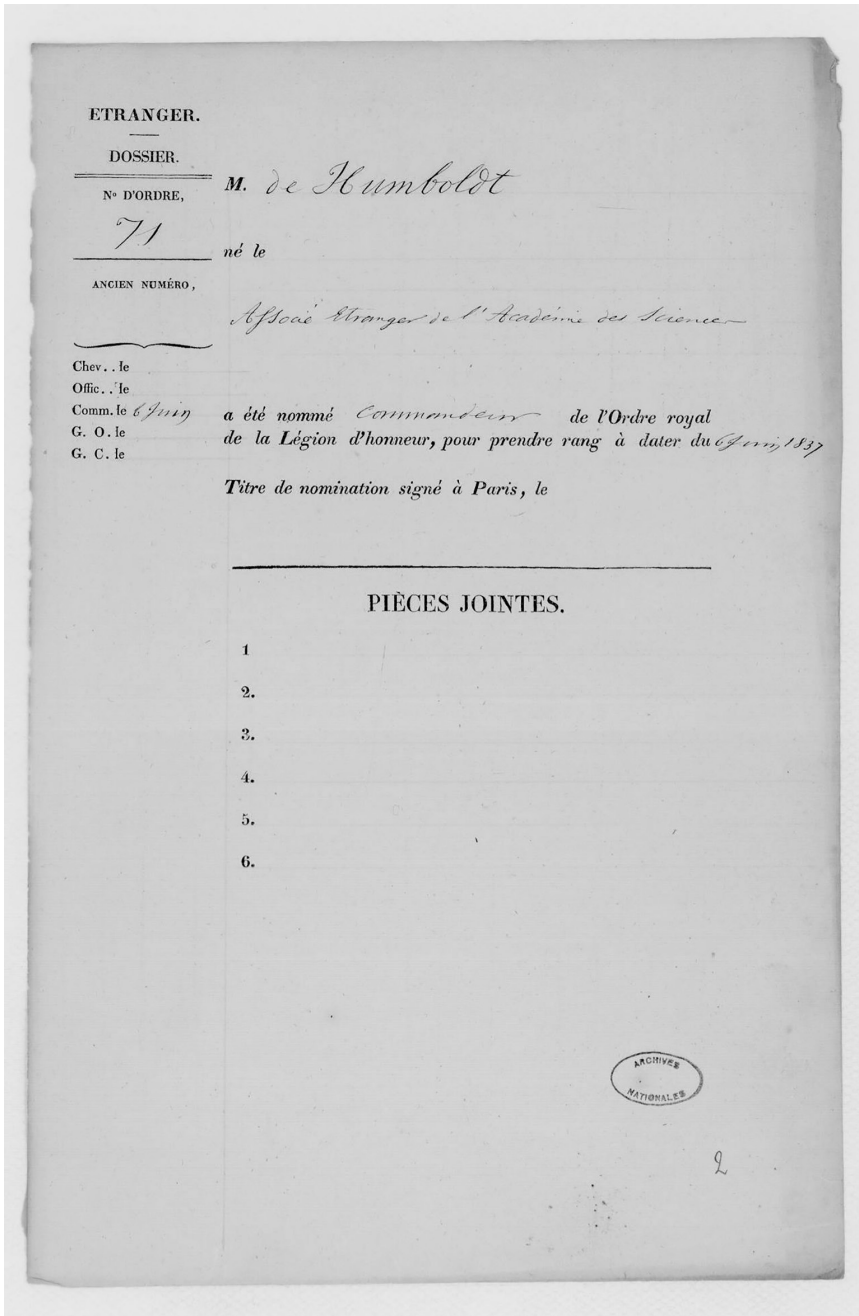 ETRANGER.
DOSSIER.
No D'ORDRE,
71
ANCIEN NUMÉRO,
Chev. . le
Offic. . le
Comm. le 6 Juin
G. O. le
G. C. le
M. de Humboldt
né le
Associé Etranger de l'Académie des Sciences
a été nommé Commandeur de l'Ordre royal
de la Légion d'honneur, pour prendre rang à dater du 6 Juin, 1837
Titre de nomination signé à Paris, le
PIÈCES JOINTES.
1
2.
3.
4.
5.
6.
ARCHIVES
NATIONALES
2